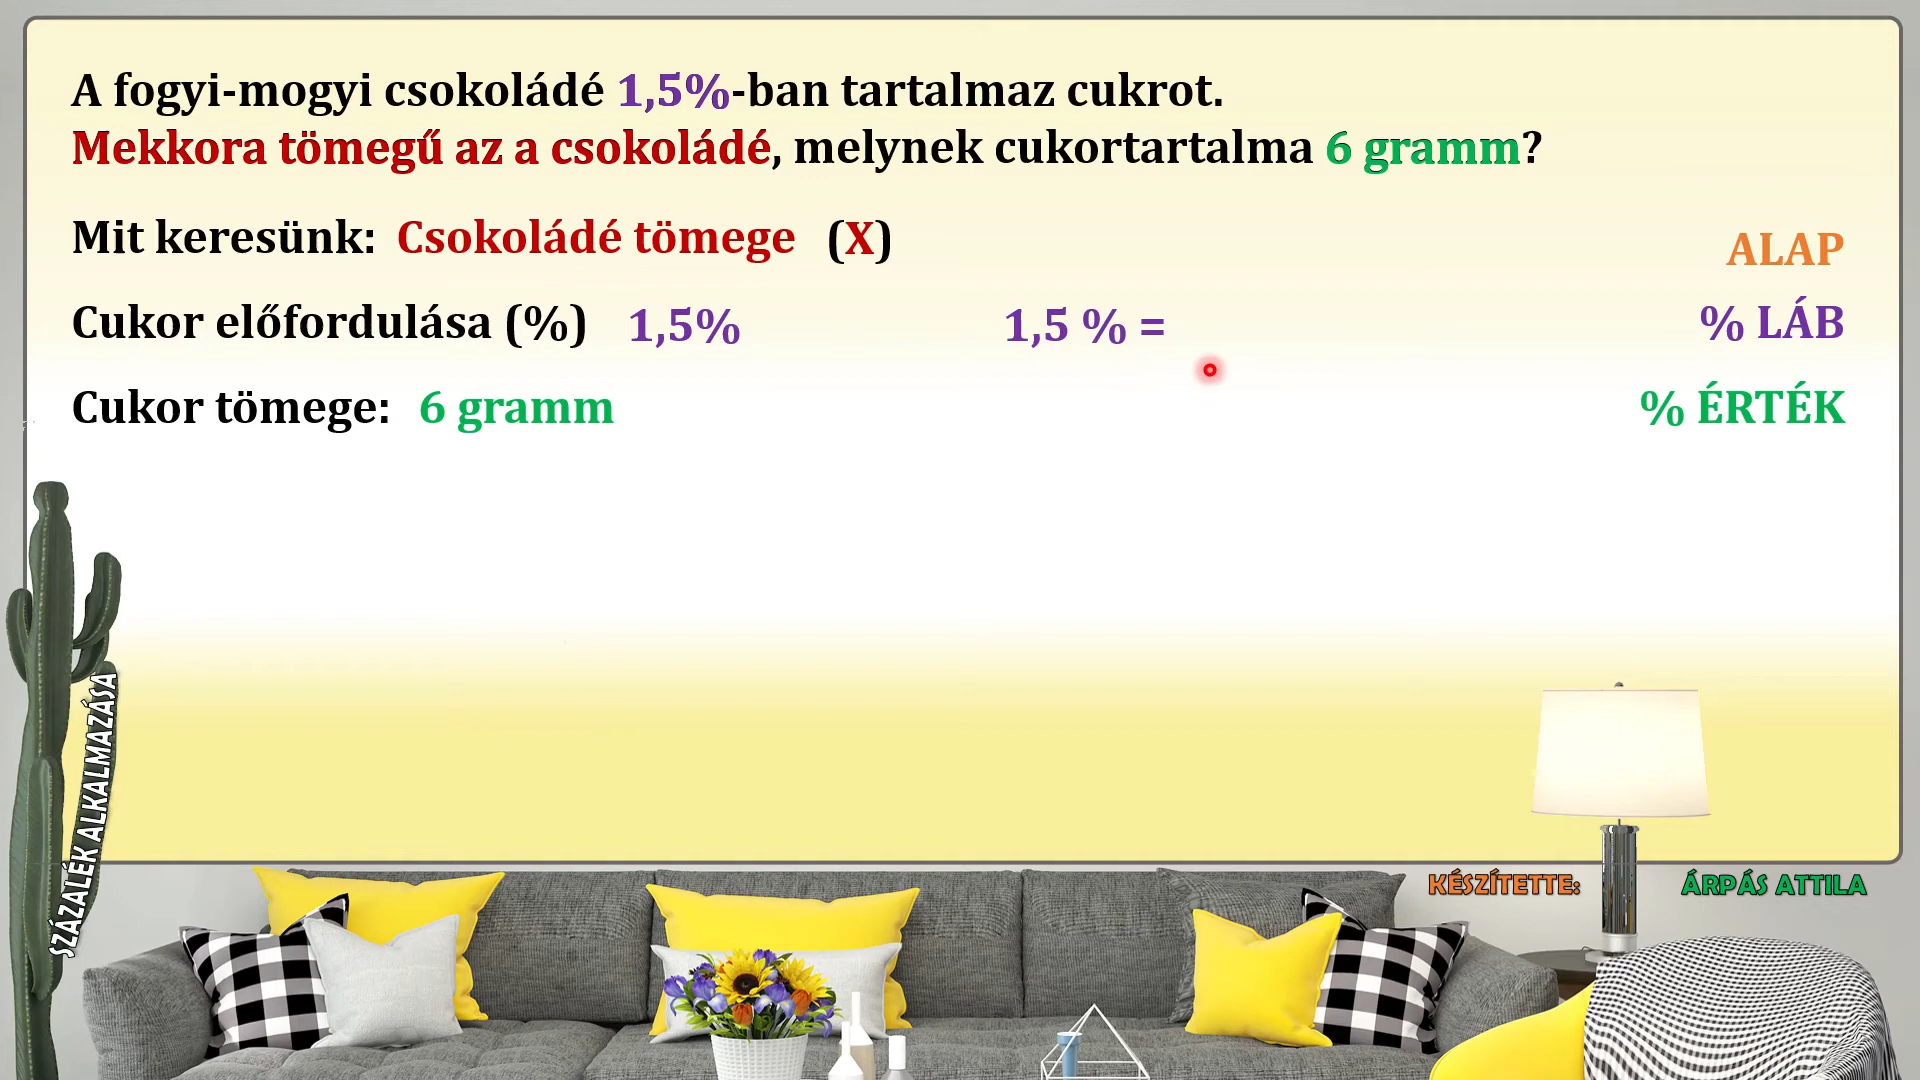 A fogyi-mogyi csokoládé 1,5%-ban tartalmaz cukrot.
Mekkora tömegű az a csokoládé, melynek cukortartalma 6 gramm?
Mit keresünk: Csokoládé tömege (X)
ALAP
Cukor előfordulása (%) 1,5% 1,5 % =
% LÁB
Cukor tömege: 6 gramm
% ÉRTÉK
SZÁZALÉK ALKALMAZÁSA
KÉSZÍTETTE: ÁRPÁS ATTILA